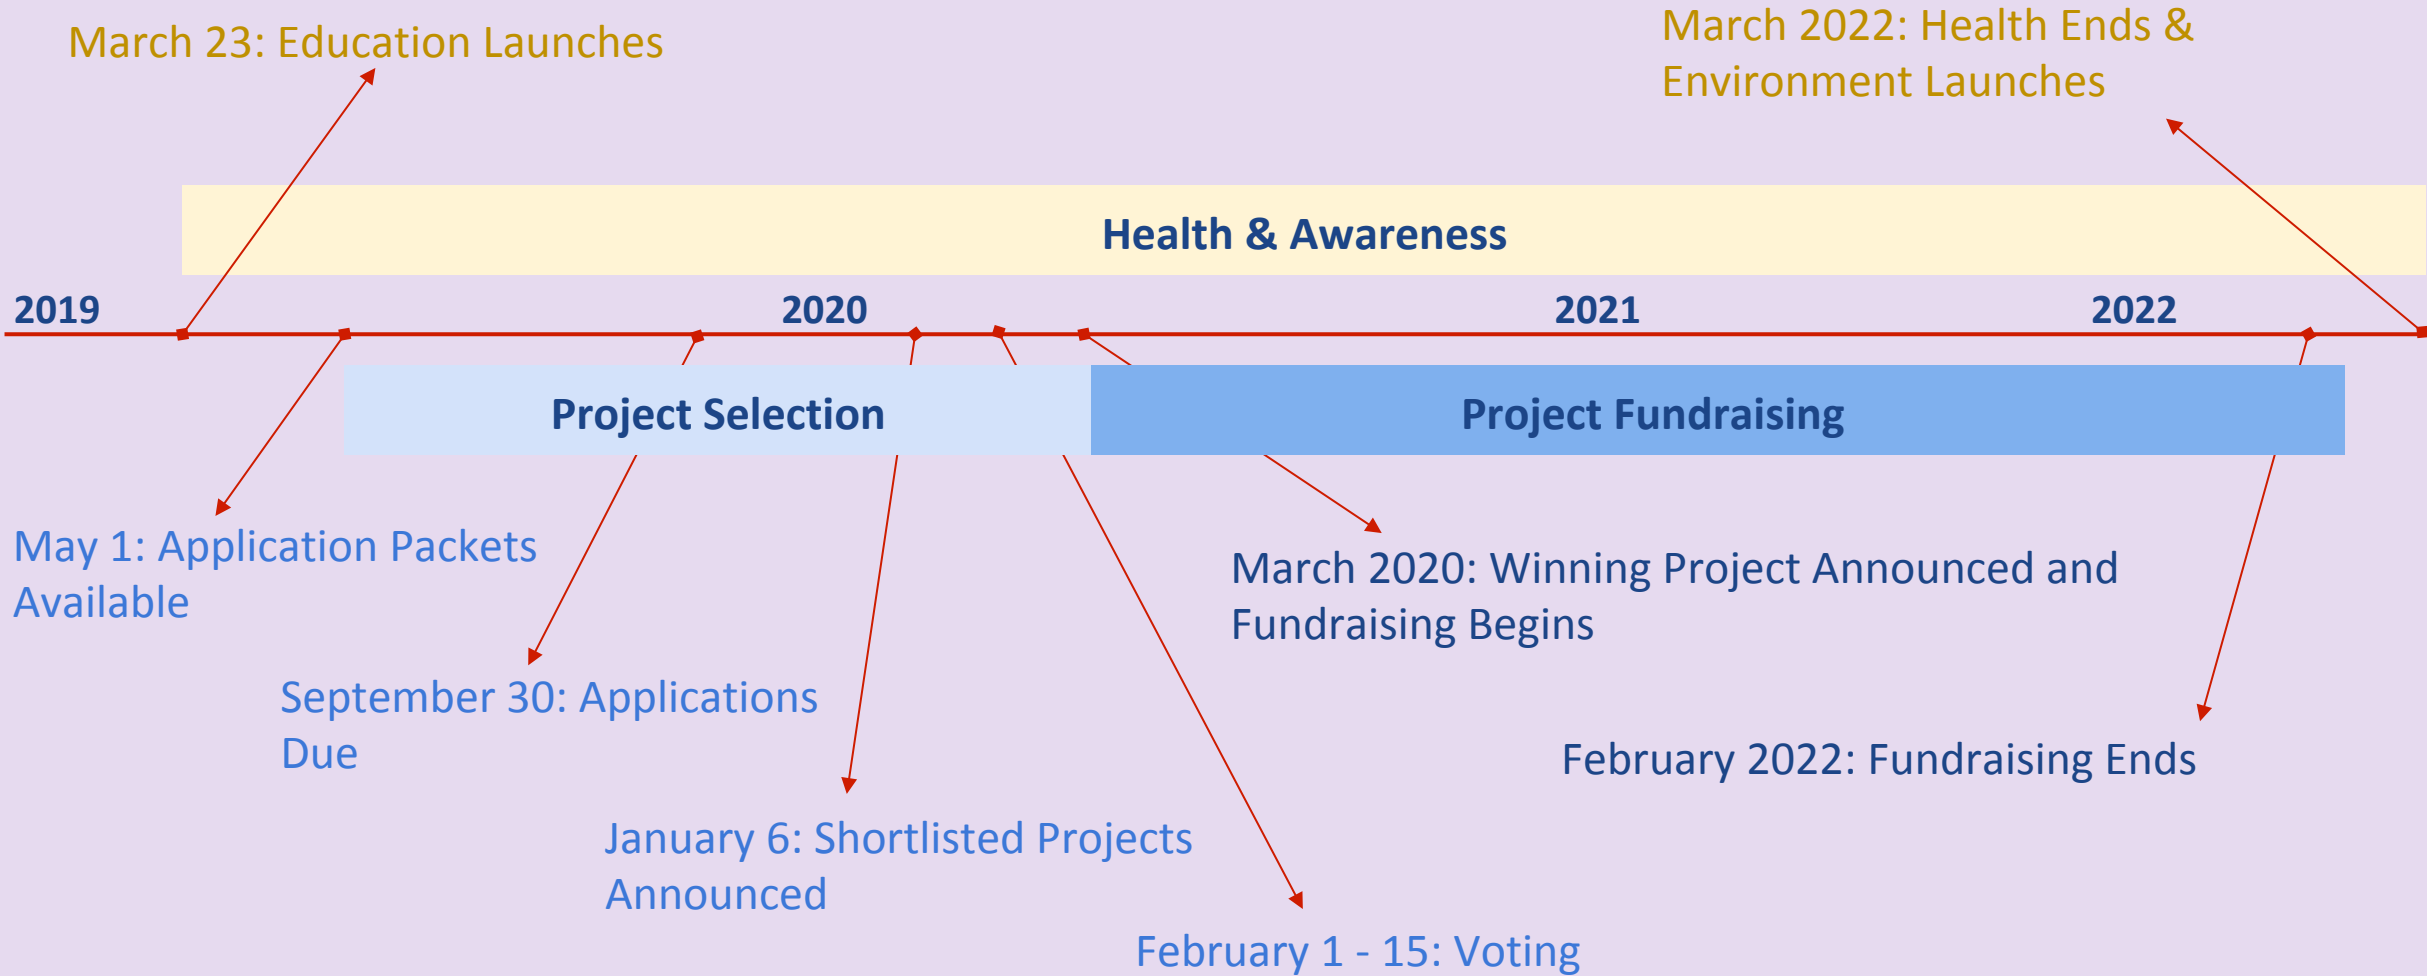 March 23: Education Launches
March 2022: Health Ends &
Environment Launches
Health & Awareness
2019
2020
2021
2022
Project Selection
Project Fundraising
May 1: Application Packets
Available
March 2020: Winning Project Announced and
Fundraising Begins
September 30: Applications
Due
February 2022: Fundraising Ends
January 6: Shortlisted Projects
Announced
February 1 - 15: Voting